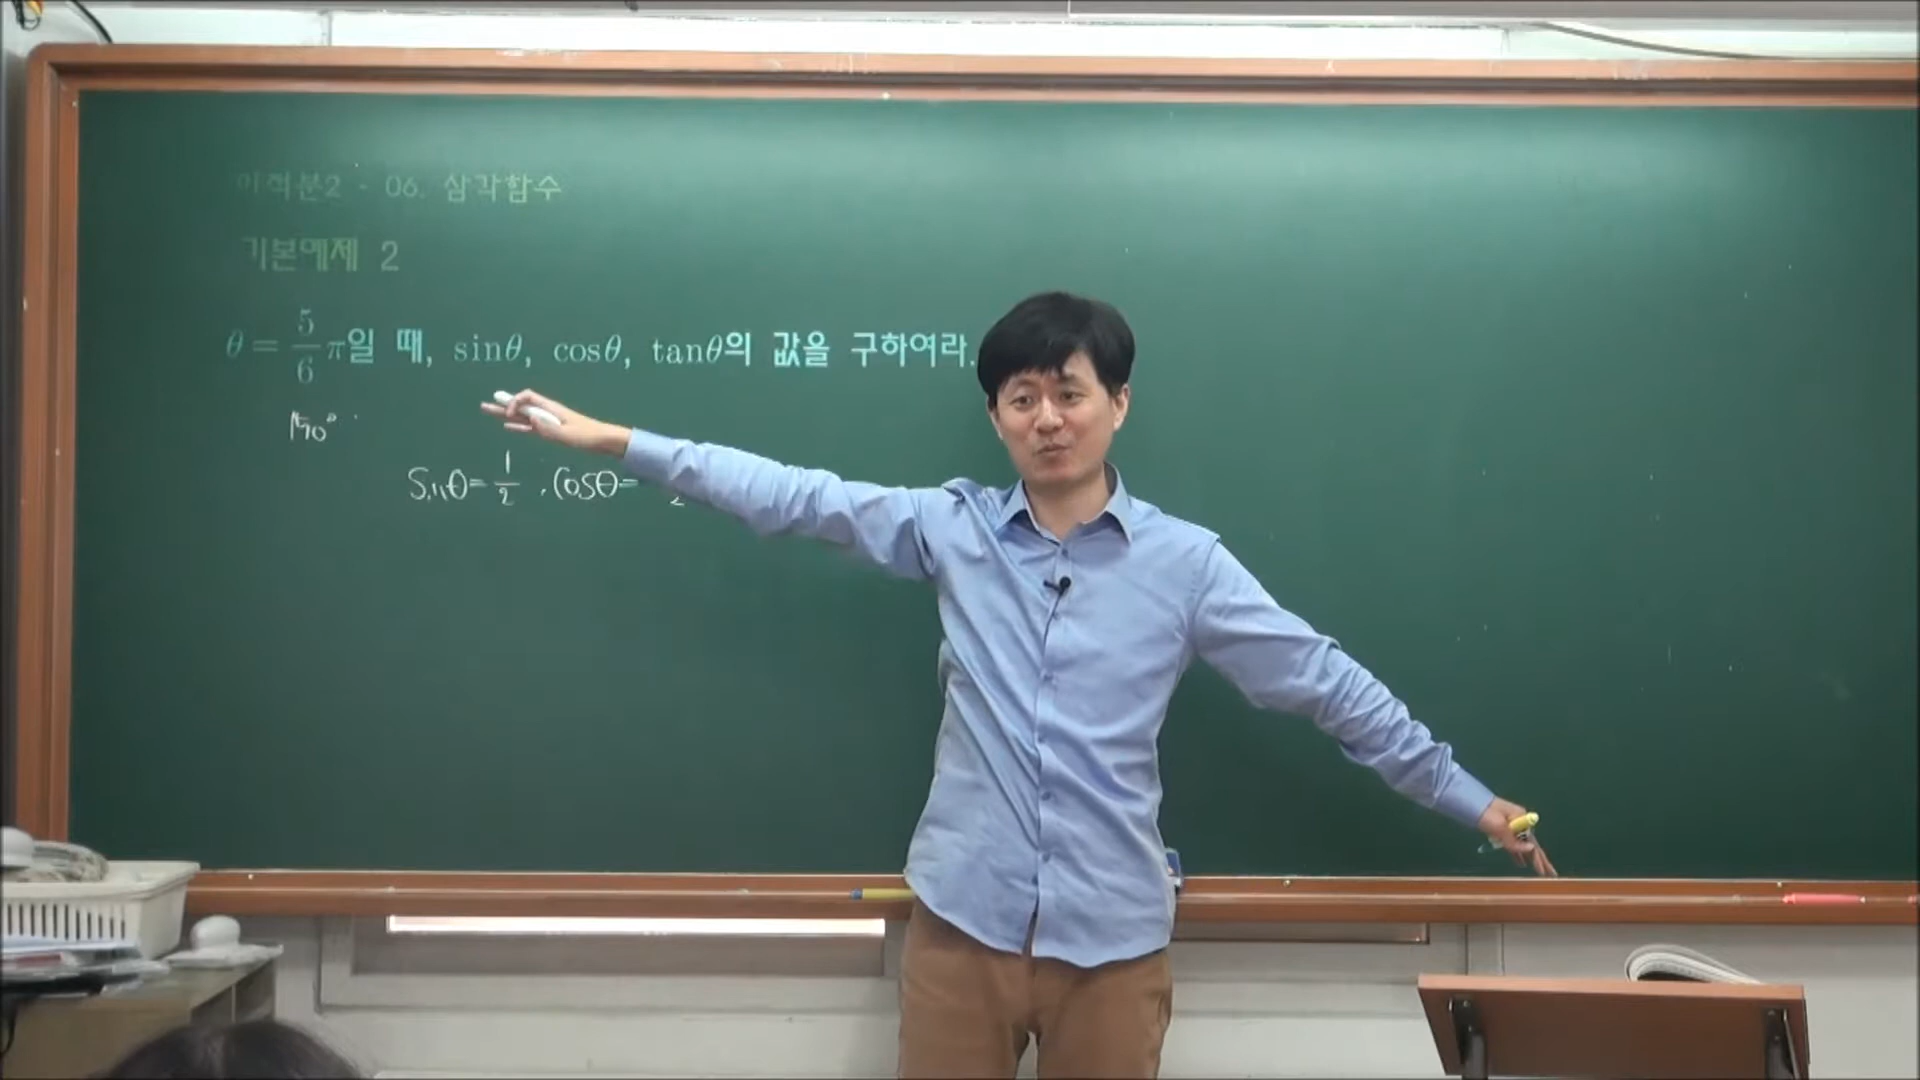 미적분2 - 06. 삼각함수
기본예제 2
θ = 5/6 π일 때, sinθ, cosθ, tanθ의 값을 구하여라.
150°
Sinθ = 1/2 , Cosθ =
2